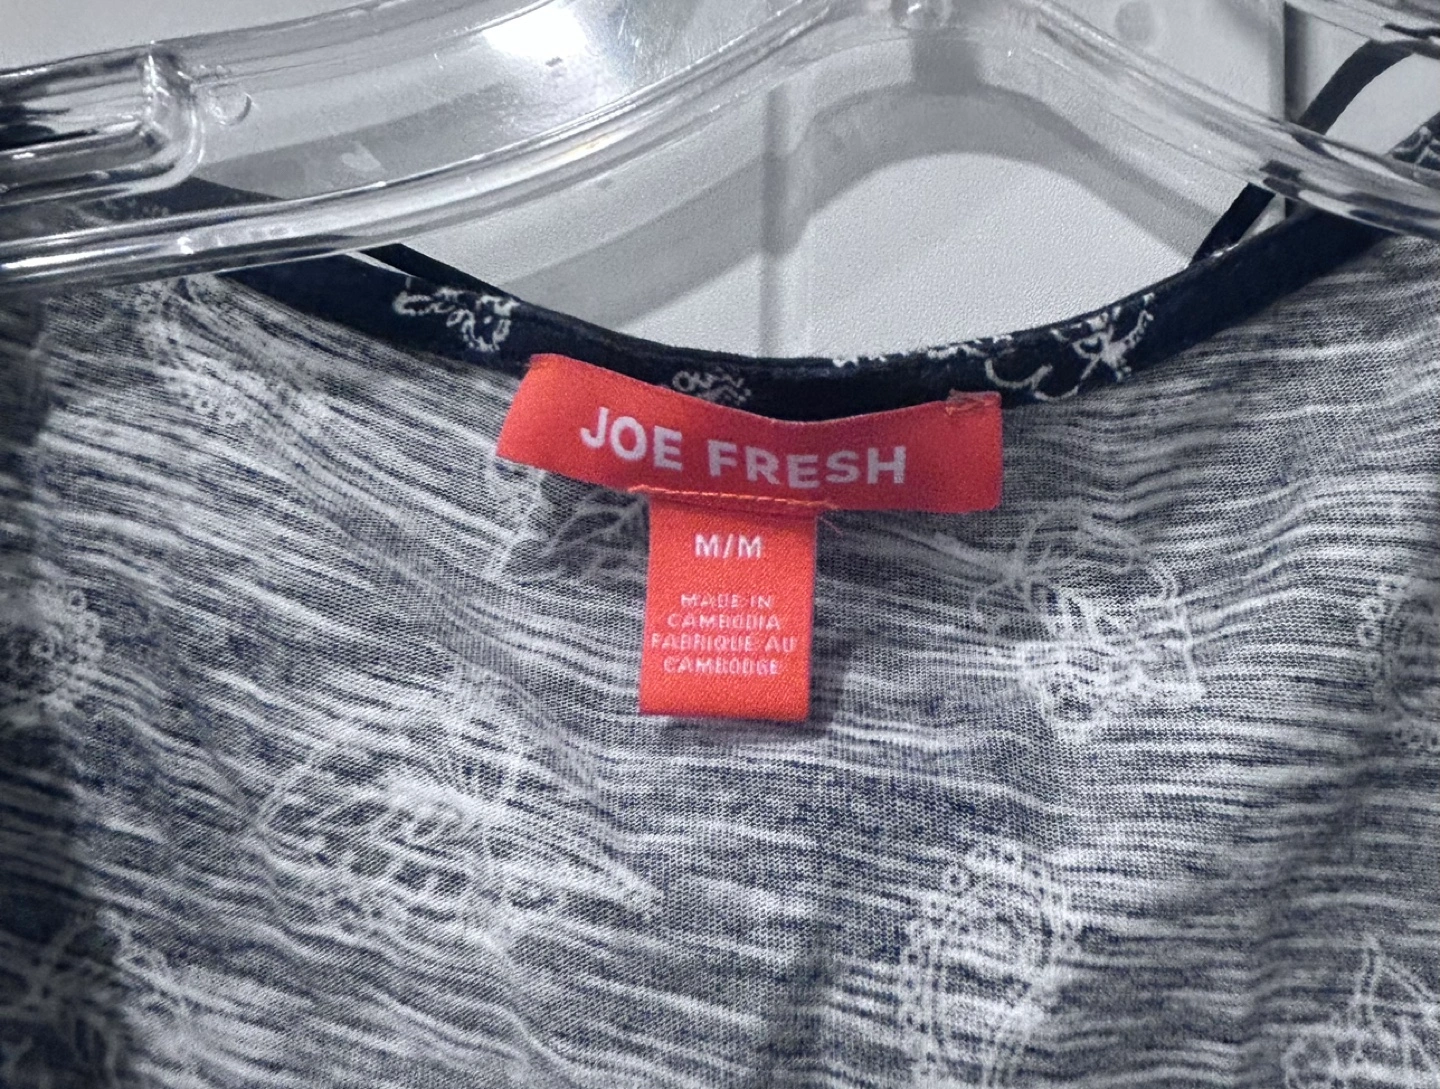 JOE FRESH
M/M
MADE IN
CAMBODIA
FABRIQUE AU
CAMBODGE